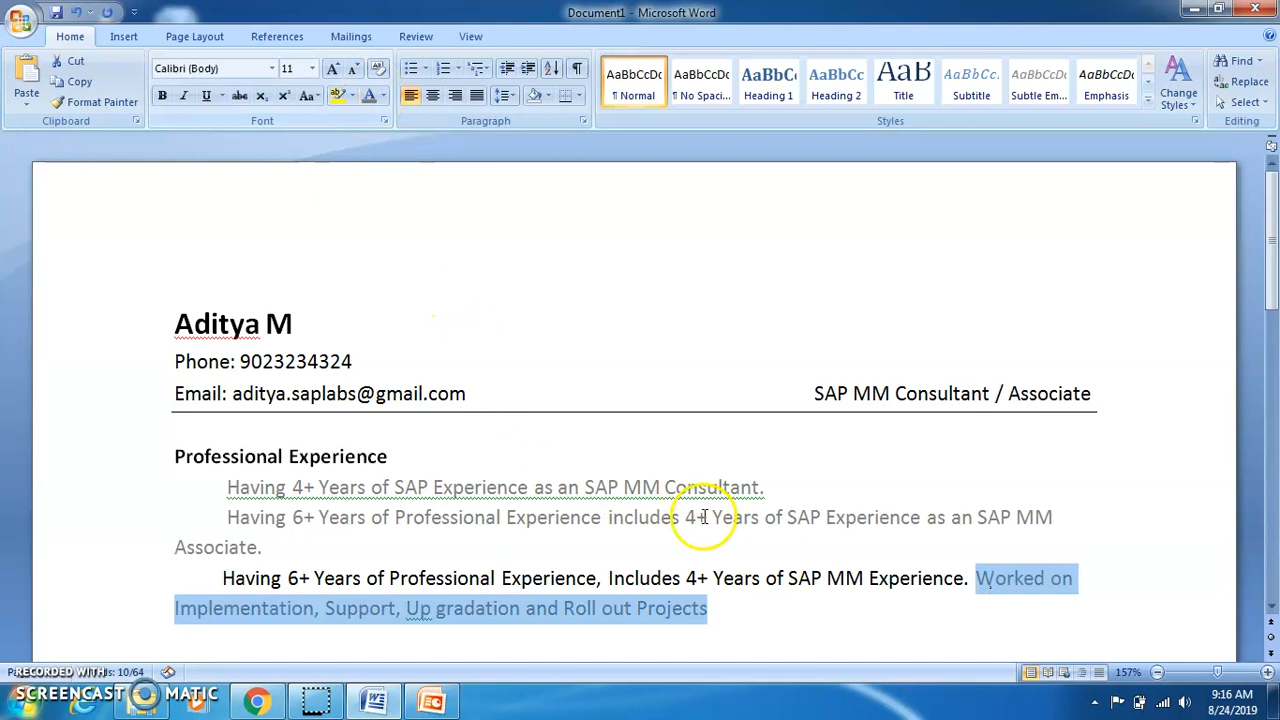 Document1 - Microsoft Word
Home Insert Page Layout References Mailings Review View
Paste Cut Copy Format Painter
Clipboard
Calibri (Body) 11
Font
Paragraph
AaBbCcDc AaBbCcDc AaBbCc AaBbCc AaB AaBbCc. AaBbCcDc AaBbCcDc
¶ Normal ¶ No Spaci... Heading 1 Heading 2 Title Subtitle Subtle Em... Emphasis
Change Styles
Styles
Find
Replace
Select
Editing
Aditya M
Phone: 9023234324
Email: aditya.saplabs@gmail.com SAP MM Consultant / Associate
Professional Experience
Having 4+ Years of SAP Experience as an SAP MM Consultant.
Having 6+ Years of Professional Experience includes 4+ Years of SAP Experience as an SAP MM
Associate.
Having 6+ Years of Professional Experience, Includes 4+ Years of SAP MM Experience. Worked on
Implementation, Support, Up gradation and Roll out Projects
10/64 157%
RECORDED WITH
SCREENCAST MATIC
9:16 AM
8/24/2019